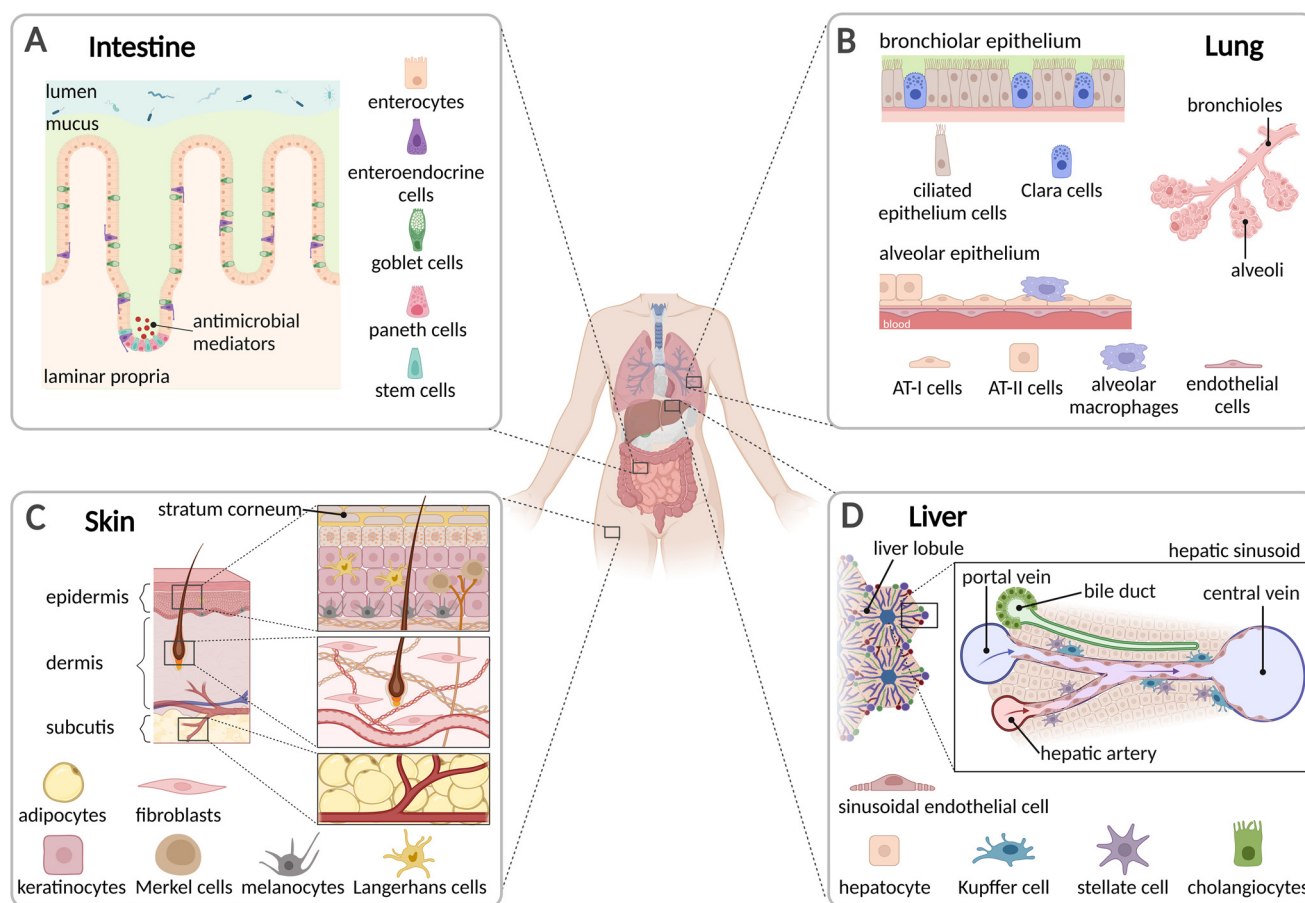 A
Intestine
lumen
mucus
antimicrobial
mediators
laminar propria
enterocytes
enteroendocrine
cells
goblet cells
paneth cells
stem cells
B
bronchiolar epithelium
Lung
bronchioles
ciliated
epithelium cells
Clara cells
alveoli
alveolar epithelium
blood
AT-I cells
AT-II cells
alveolar
macrophages
endothelial
cells
C
Skin
stratum corneum
epidermis
dermis
subcutis
adipocytes
fibroblasts
keratinocytes
Merkel cells
melanocytes
Langerhans cells
D
Liver
liver lobule
hepatic sinusoid
portal vein
bile duct
central vein
hepatic artery
sinusoidal endothelial cell
hepatocyte
Kupffer cell
stellate cell
cholangiocytes